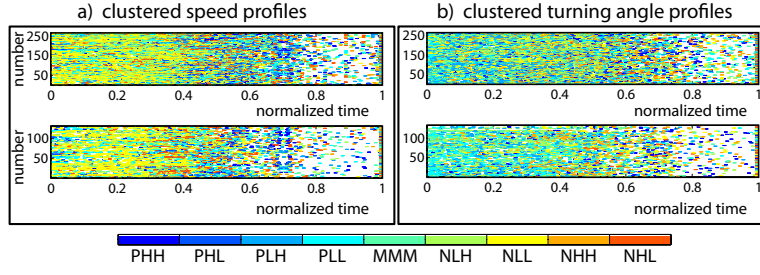 a) clustered speed profiles
b) clustered turning angle profiles
number
250
150
50
0 0.2 0.4 0.6 0.8 1
normalized time
250
150
50
0 0.2 0.4 0.6 0.8 1
normalized time
number
100
50
0 0.2 0.4 0.6 0.8 1
normalized time
100
50
0 0.2 0.4 0.6 0.8 1
normalized time
PHH PHL PLH PLL MMM NLH NLL NHH NHL